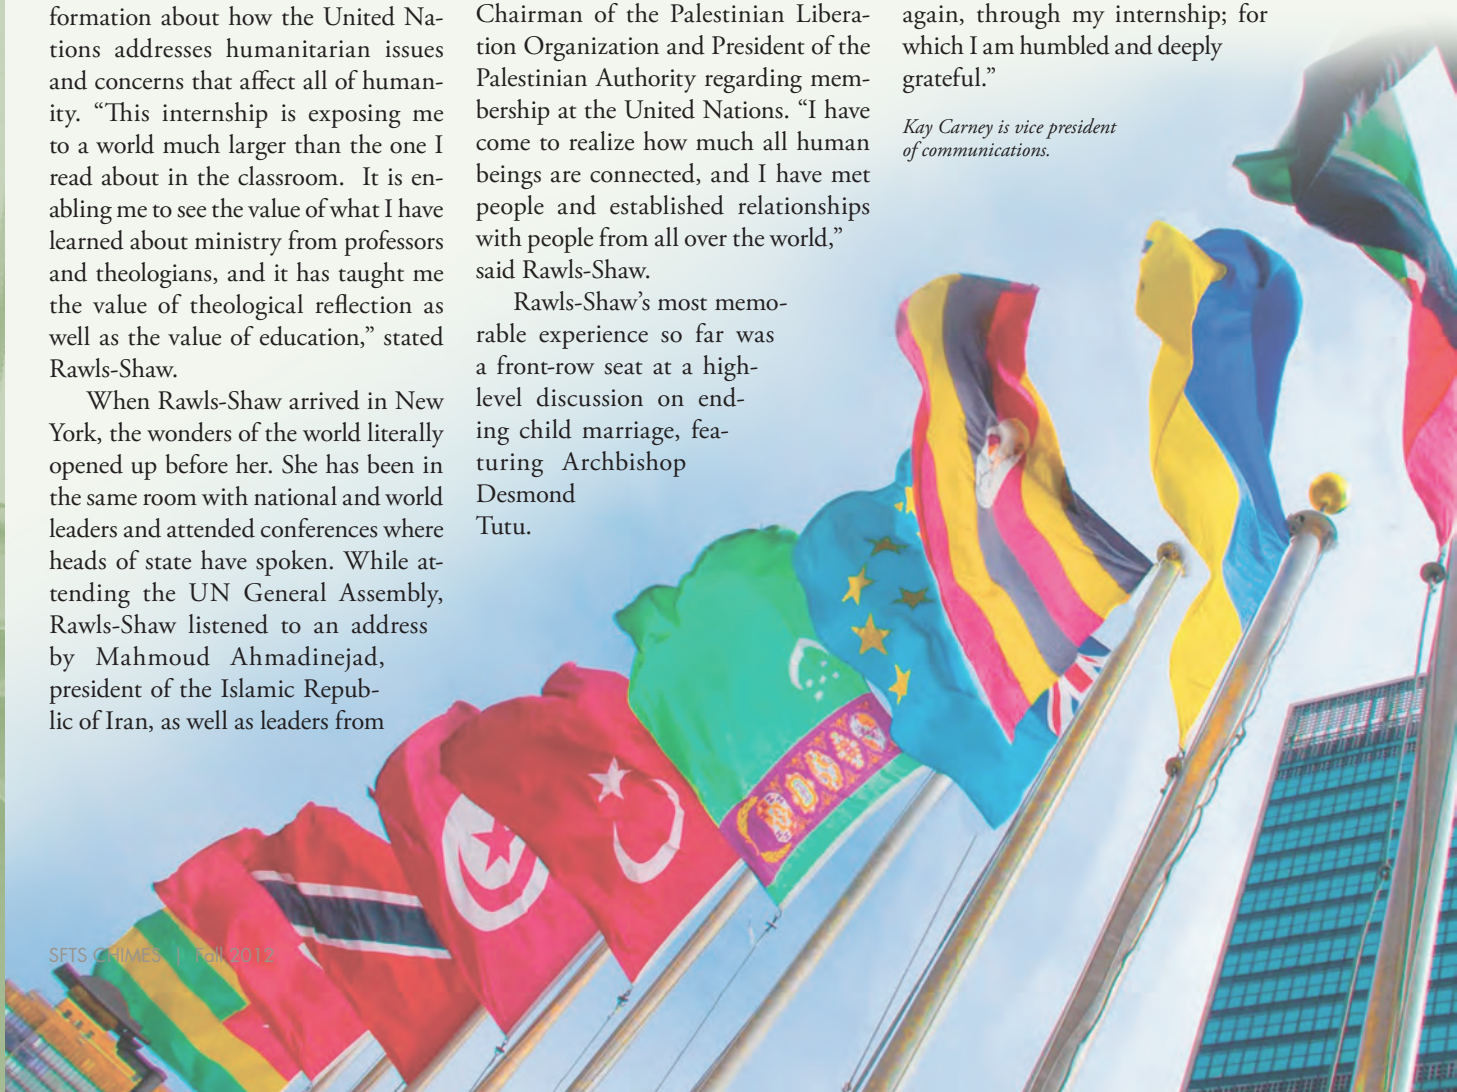 formation about how the United Na-
tions addresses humanitarian issues
and concerns that affect all of human-
ity. “This internship is exposing me
to a world much larger than the one I
read about in the classroom.  It is en-
abling me to see the value of what I have
learned about ministry from professors
and theologians, and it has taught me
the value of theological reflection as
well as the value of education,” stated
Rawls-Shaw.
When Rawls-Shaw arrived in New
York, the wonders of the world literally
opened up before her. She has been in
the same room with national and world
leaders and attended conferences where
heads of state have spoken. While at-
tending the UN General Assembly,
Rawls-Shaw listened to an address
by Mahmoud Ahmadinejad,
president of the Islamic Repub-
lic of Iran, as well as leaders from
Chairman of the Palestinian Libera-
tion Organization and President of the
Palestinian Authority regarding mem-
bership at the United Nations. “I have
come to realize how much all human
beings are connected, and I have met
people and established relationships
with people from all over the world,”
said Rawls-Shaw.
Rawls-Shaw’s most memo-
rable experience so far was
a front-row seat at a high-
level discussion on end-
ing child marriage, fea-
turing Archbishop
Desmond
Tutu.
again, through my internship; for
which I am humbled and deeply
grateful.”
Kay Carney is vice president
of communications.
SFTS CHIMES | Fall 2012